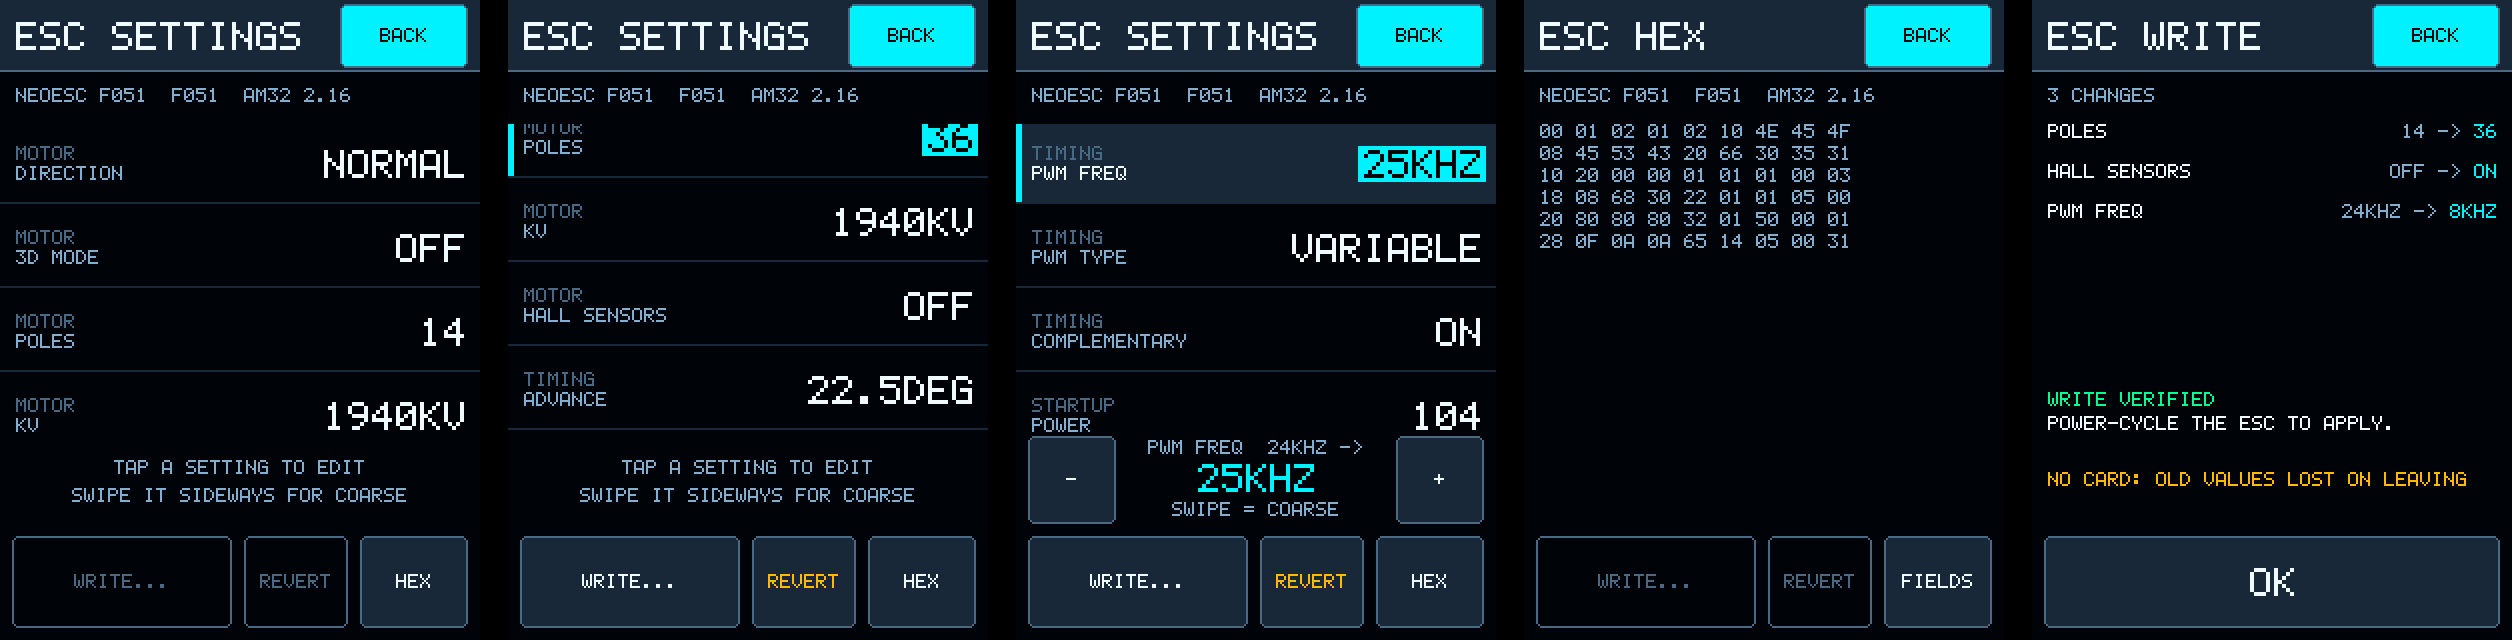 ESC SETTINGS
BACK
NEOESC F051  F051  AM32 2.16
MOTOR
DIRECTION
NORMAL
MOTOR
3D MODE
OFF
MOTOR
POLES
14
MOTOR
KV
1940KV
TAP A SETTING TO EDIT
SWIPE IT SIDEWAYS FOR COARSE
WRITE...
REVERT
HEX
ESC SETTINGS
BACK
NEOESC F051  F051  AM32 2.16
MOTOR
POLES
36
MOTOR
KV
1940KV
MOTOR
HALL SENSORS
OFF
TIMING
ADVANCE
22.5DEG
TAP A SETTING TO EDIT
SWIPE IT SIDEWAYS FOR COARSE
WRITE...
REVERT
HEX
ESC SETTINGS
BACK
NEOESC F051  F051  AM32 2.16
TIMING
PWM FREQ
25KHZ
TIMING
PWM TYPE
VARIABLE
TIMING
COMPLEMENTARY
ON
STARTUP
POWER
104
-
PWM FREQ  24KHZ ->
25KHZ
SWIPE = COARSE
+
WRITE...
REVERT
HEX
ESC HEX
BACK
NEOESC F051  F051  AM32 2.16
00 01 02 01 02 10 4E 45 4F
08 45 53 43 20 66 30 35 31
10 20 00 00 01 01 01 00 03
18 08 68 30 22 01 01 05 00
20 80 80 80 32 01 50 00 01
28 0F 0A 0A 65 14 05 00 31
WRITE...
REVERT
FIELDS
ESC WRITE
BACK
3 CHANGES
POLES 14 -> 36
HALL SENSORS OFF -> ON
PWM FREQ 24KHZ -> 8KHZ
WRITE VERIFIED
POWER-CYCLE THE ESC TO APPLY.
NO CARD: OLD VALUES LOST ON LEAVING
OK